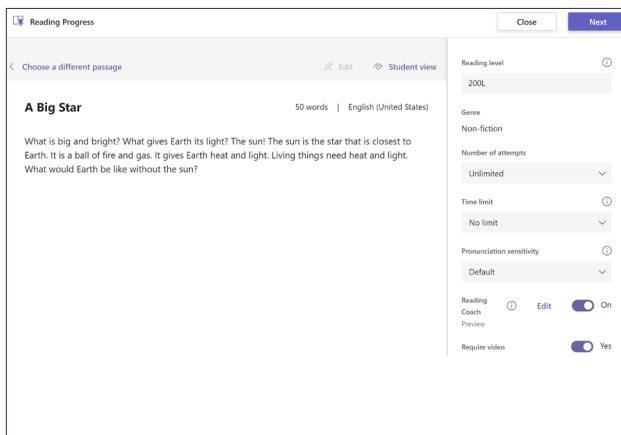 Reading Progress
Close
Next
Choose a different passage
Edit
Student view
A Big Star
50 words | English (United States)
What is big and bright? What gives Earth its light? The sun! The sun is the star that is closest to
Earth. It is a ball of fire and gas. It gives Earth heat and light. Living things need heat and light.
What would Earth be like without the sun?
Reading level
200L
Genre
Non-fiction
Number of attempts
Unlimited
Time limit
No limit
Pronunciation sensitivity
Default
Reading
Coach
Preview
Edit
On
Require video
Yes